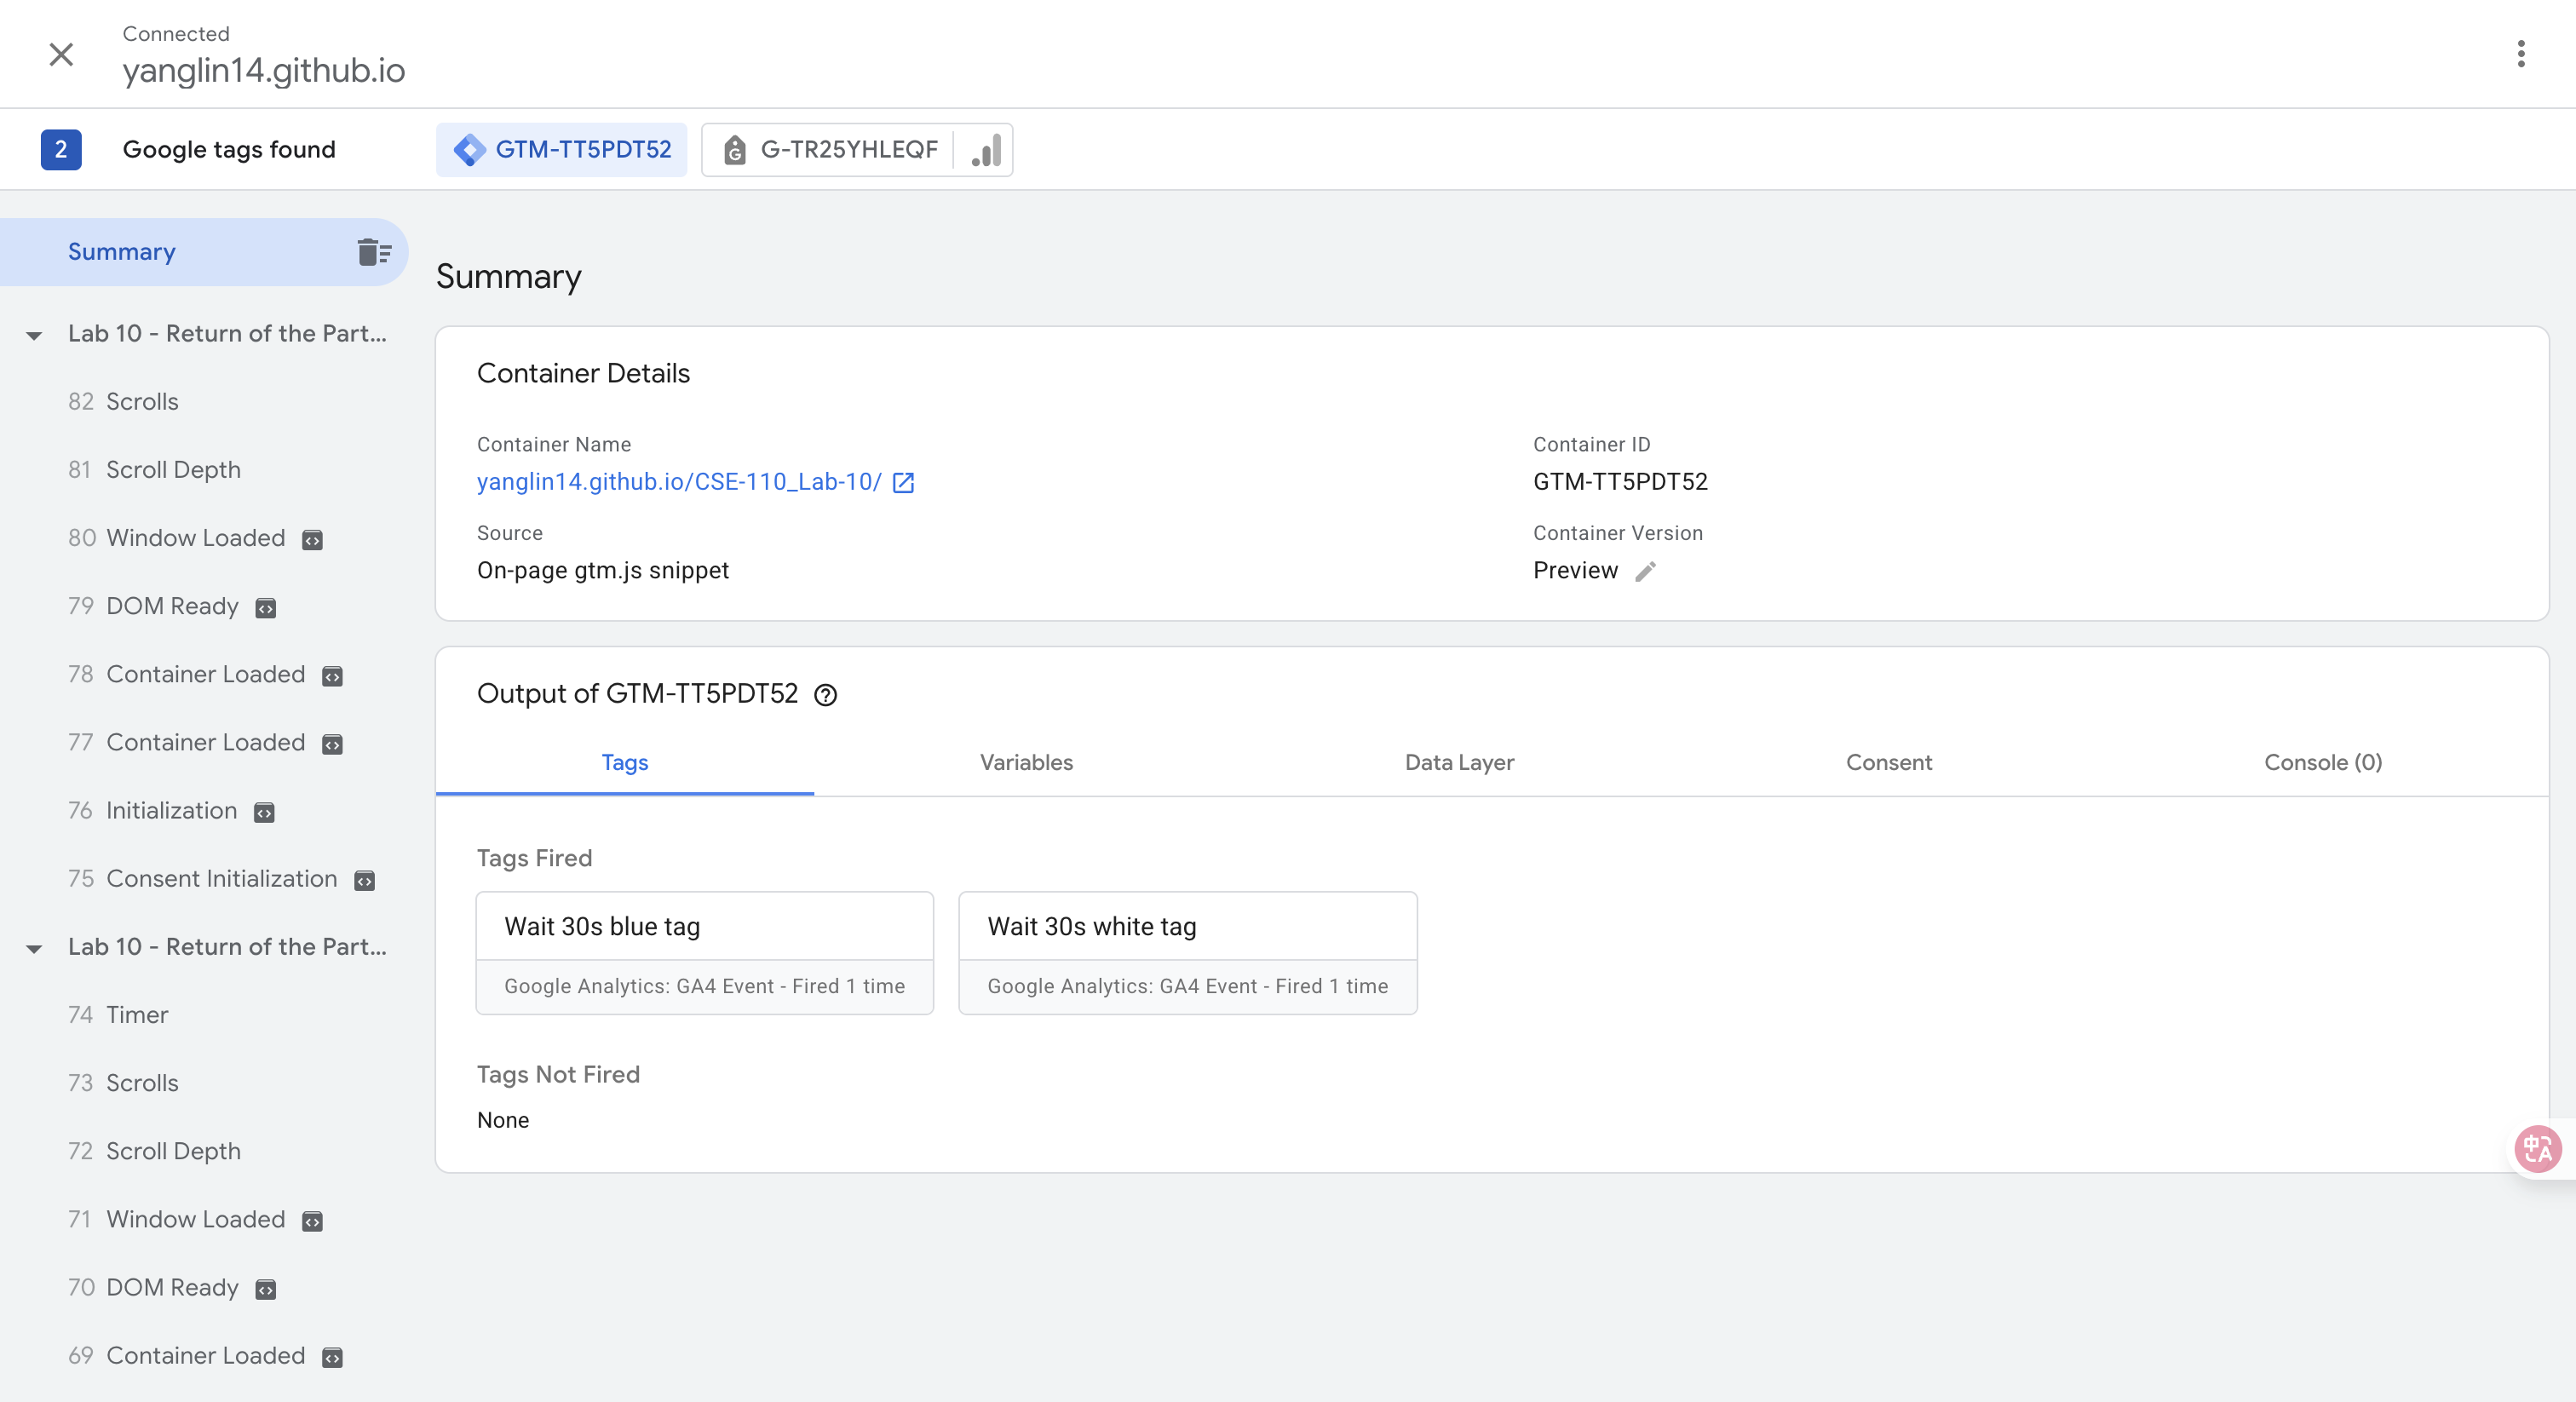 Connected
yanglin14.github.io
2 Google tags found GTM-TT5PDT52 G-TR25YHLEQF
Summary
Lab 10 - Return of the Part...
82 Scrolls
81 Scroll Depth
80 Window Loaded
79 DOM Ready
78 Container Loaded
77 Container Loaded
76 Initialization
75 Consent Initialization
Lab 10 - Return of the Part...
74 Timer
73 Scrolls
72 Scroll Depth
71 Window Loaded
70 DOM Ready
69 Container Loaded
Summary
Container Details
Container Name
yanglin14.github.io/CSE-110_Lab-10/
Container ID
GTM-TT5PDT52
Source
On-page gtm.js snippet
Container Version
Preview
Output of GTM-TT5PDT52
Tags Variables Data Layer Consent Console (0)
Tags Fired
Wait 30s blue tag
Google Analytics: GA4 Event - Fired 1 time
Wait 30s white tag
Google Analytics: GA4 Event - Fired 1 time
Tags Not Fired
None
中A